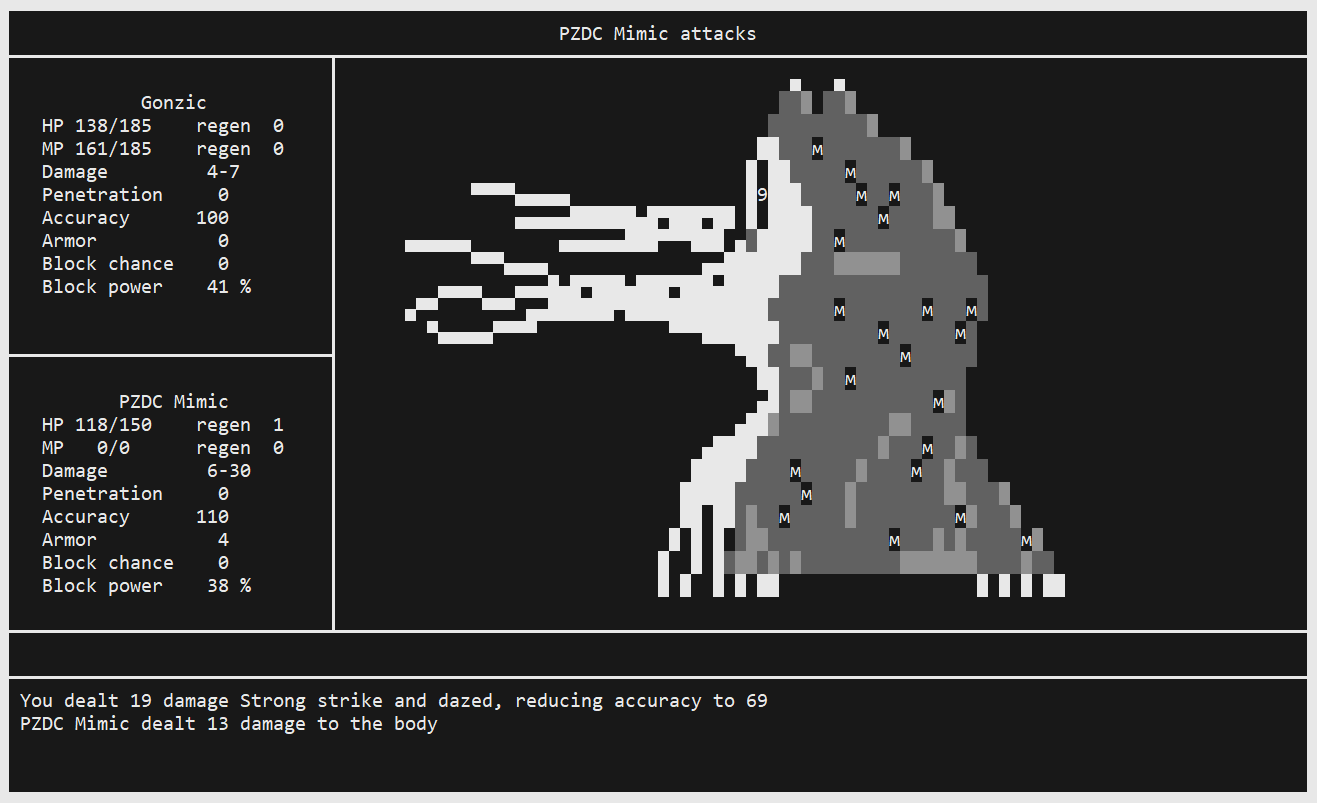 PZDC Mimic attacks
Gonzic
HP 138/185 regen 0
MP 161/185 regen 0
Damage 4-7
Penetration 0
Accuracy 100
Armor 0
Block chance 0
Block power 41 %
PZDC Mimic
HP 118/150 regen 1
MP 0/0 regen 0
Damage 6-30
Penetration 0
Accuracy 110
Armor 4
Block chance 0
Block power 38 %
M
M
9 M M
M
M
M M M
M M
M
M
M
M
M M
M
M M
M M
You dealt 19 damage Strong strike and dazed, reducing accuracy to 69
PZDC Mimic dealt 13 damage to the body